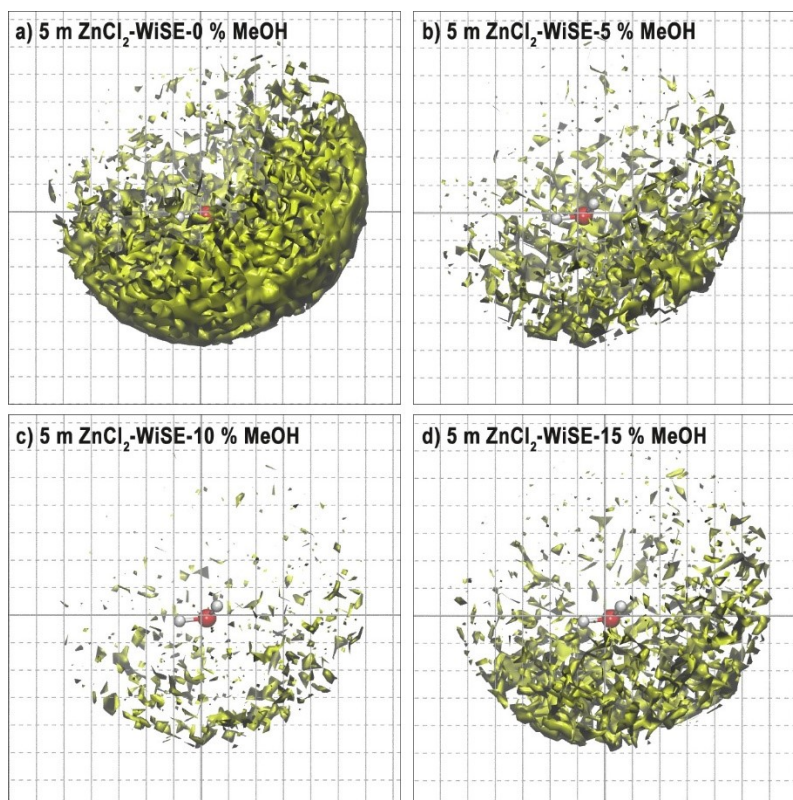 a) 5 m ZnCl₂-WiSE-0 % MeOH
b) 5 m ZnCl₂-WiSE-5 % MeOH
c) 5 m ZnCl₂-WiSE-10 % MeOH
d) 5 m ZnCl₂-WiSE-15 % MeOH